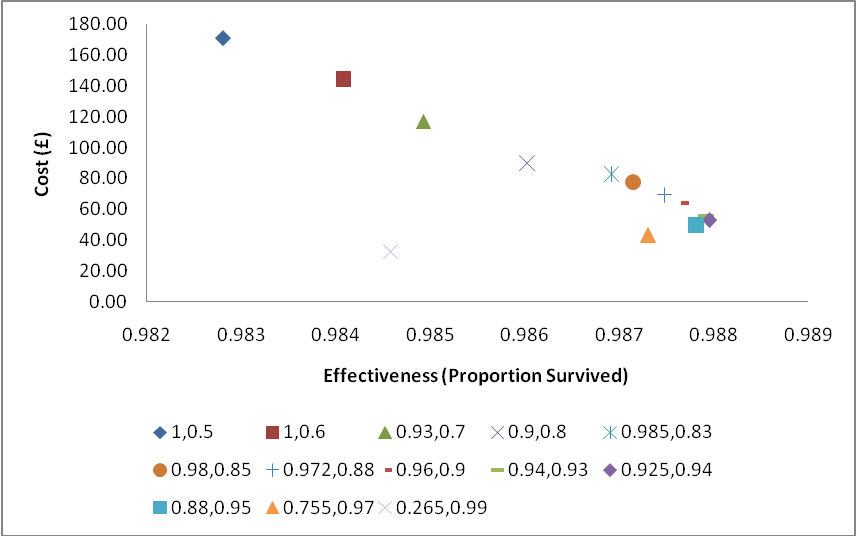 180.00
160.00
140.00
120.00
100.00
80.00
60.00
40.00
20.00
0.00
Cost (£)
0.982 0.983 0.984 0.985 0.986 0.987 0.988 0.989
Effectiveness (Proportion Survived)
1,0.5 1,0.6 0.93,0.7 0.9,0.8 0.985,0.83
0.98,0.85 0.972,0.88 0.96,0.9 0.94,0.93 0.925,0.94
0.88,0.95 0.755,0.97 0.265,0.99